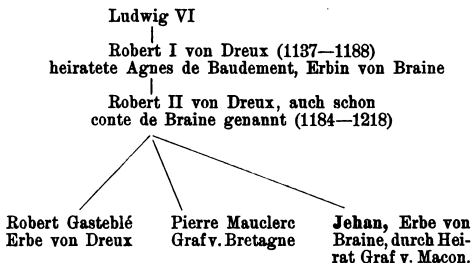 Ludwig VI
Robert I von Dreux (1137—1188)
heiratete Agnes de Baudement, Erbin von Braine
Robert II von Dreux, auch schon
conte de Braine genannt (1184—1218)
Robert Gasteblé
Erbe von Dreux
Pierre Mauclerc
Graf v. Bretagne
Jehan, Erbe von
Braine, durch Hei-
rat Graf v. Macon.